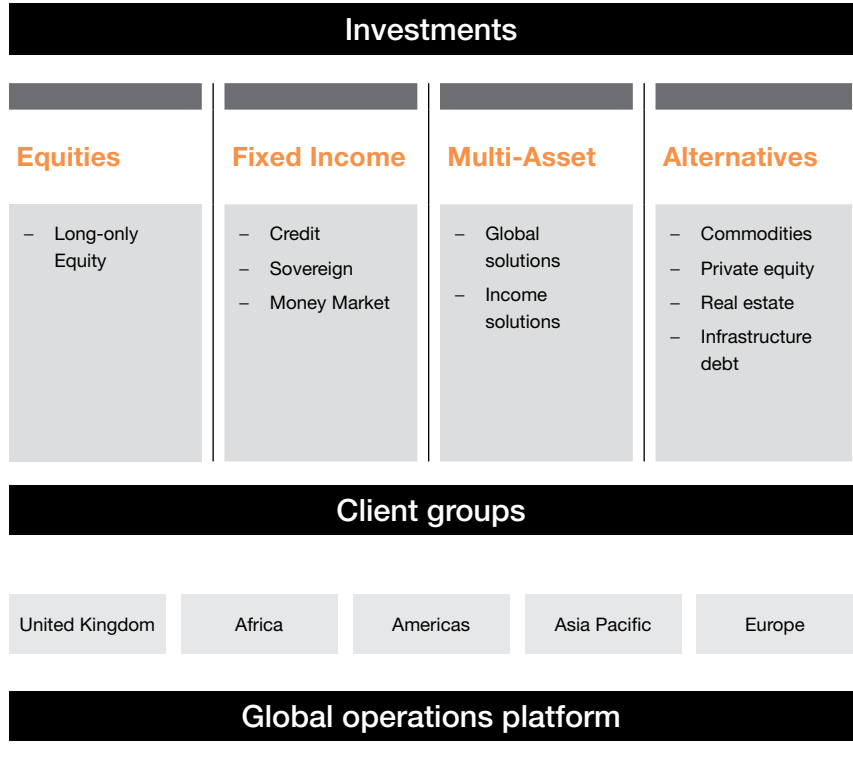 Investments
Equities
– Long-only
Equity
Fixed Income
– Credit
– Sovereign
– Money Market
Multi-Asset
– Global
solutions
– Income
solutions
Alternatives
– Commodities
– Private equity
– Real estate
– Infrastructure
debt
Client groups
United Kingdom
Africa
Americas
Asia Pacific
Europe
Global operations platform